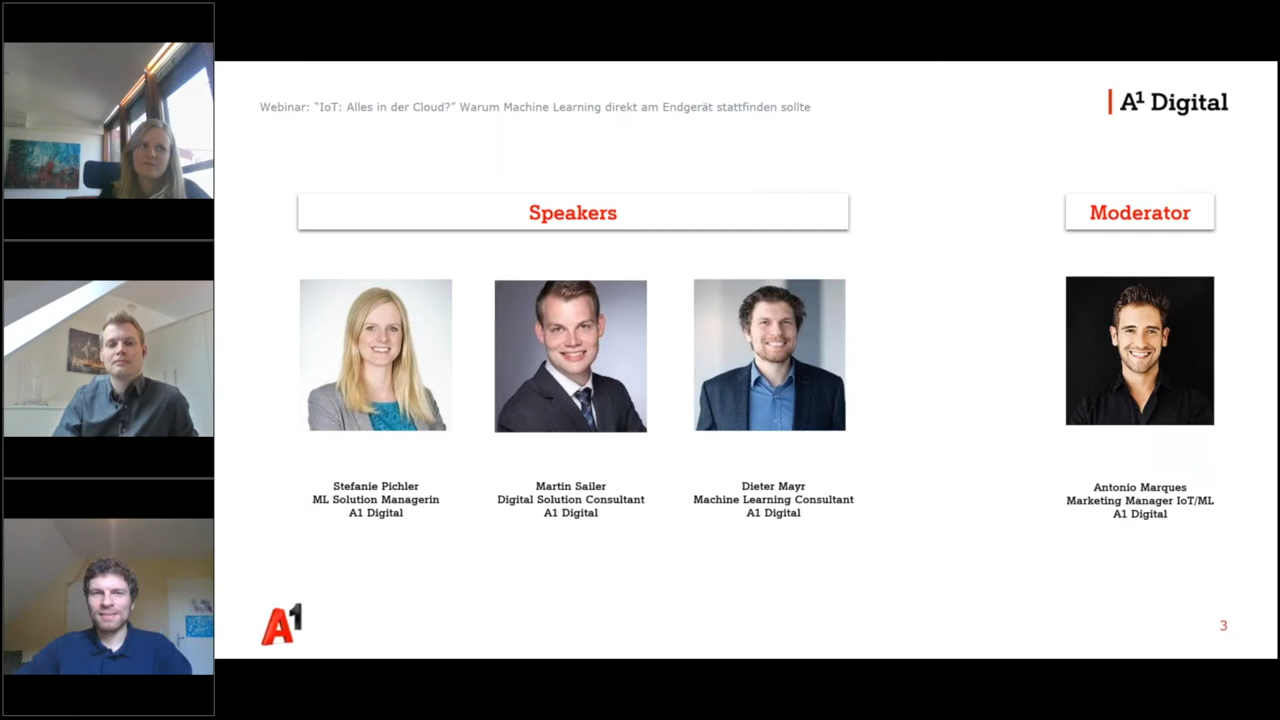 Webinar: “IoT: Alles in der Cloud?” Warum Machine Learning direkt am Endgerät stattfinden sollte
A1 Digital
Speakers
Moderator
Stefanie Pichler
ML Solution Managerin
A1 Digital
Martin Sailer
Digital Solution Consultant
A1 Digital
Dieter Mayr
Machine Learning Consultant
A1 Digital
Antonio Marques
Marketing Manager IoT/ML
A1 Digital
A1
3